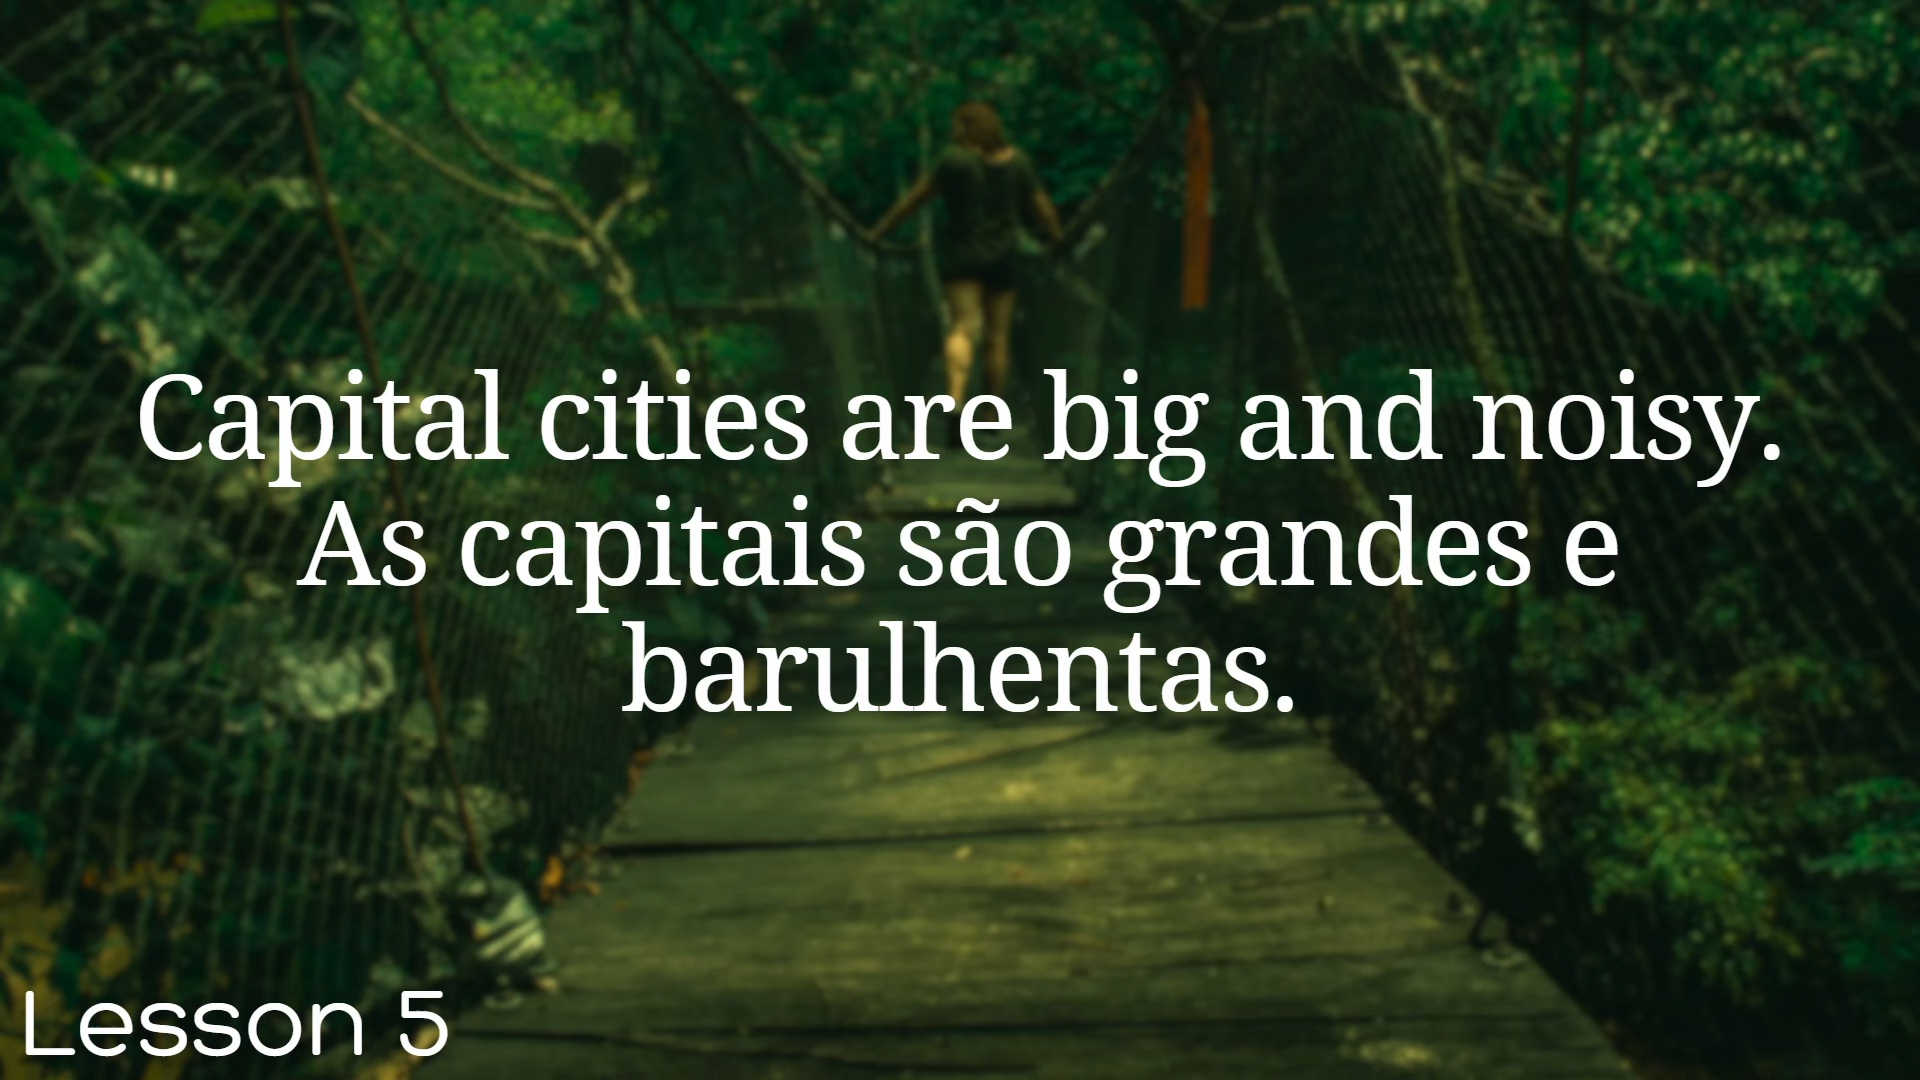 Capital cities are big and noisy.
As capitais são grandes e
barulhentas.
Lesson 5